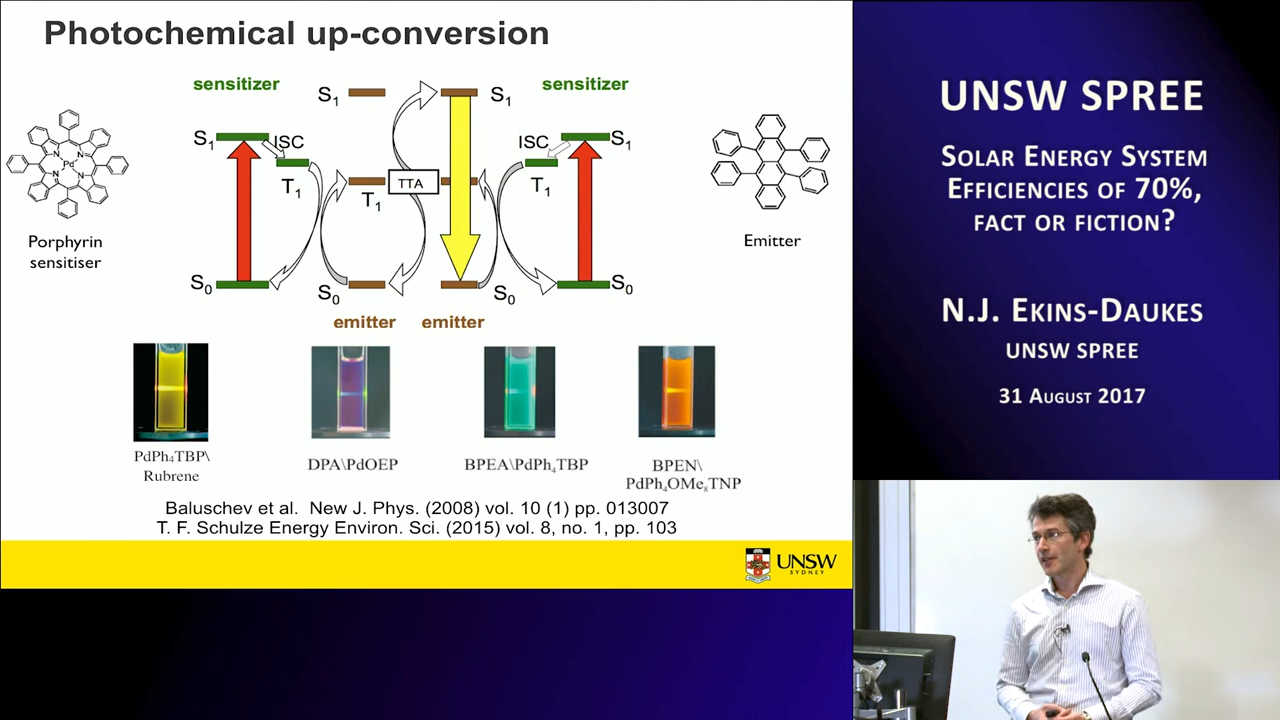 Photochemical up-conversion
sensitizer
sensitizer
S1
S1
S1
ISC
ISC
S1
T1
T1
TTA
T1
Pd
N
N
N
N
Porphyrin
sensitiser
Emitter
S0
S0
S0
S0
emitter
emitter
PdPh4TBP\
Rubrene
DPA\PdOEP
BPEA\PdPh4TBP
BPEN\
PdPh4OMe8TNP
Baluschev et al. New J. Phys. (2008) vol. 10 (1) pp. 013007
T. F. Schulze Energy Environ. Sci. (2015) vol. 8, no. 1, pp. 103
UNSW
SYDNEY
UNSW SPREE
Solar Energy System
Efficiencies of 70%,
fact or fiction?
N.J. Ekins-Daukes
UNSW SPREE
31 August 2017